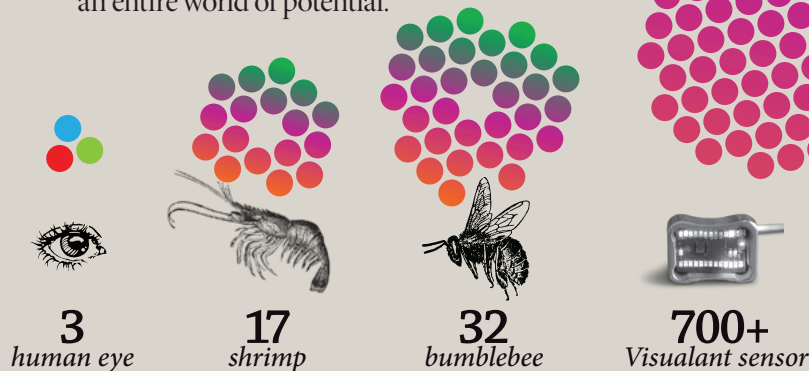 an entire world of potential.
3
human eye
17
shrimp
32
bumblebee
700+
Visualant sensor